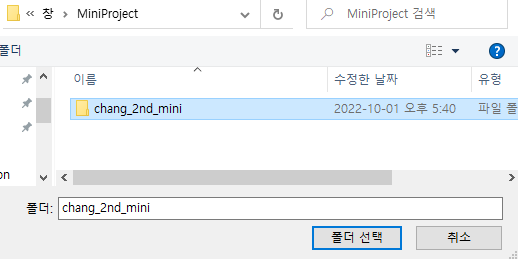 « 창 > MiniProject
MiniProject 검색
폴더
이름 수정한 날짜 유형
chang_2nd_mini 2022-10-01 오후 5:40 파일 폴
on
폴더: chang_2nd_mini
폴더 선택 취소